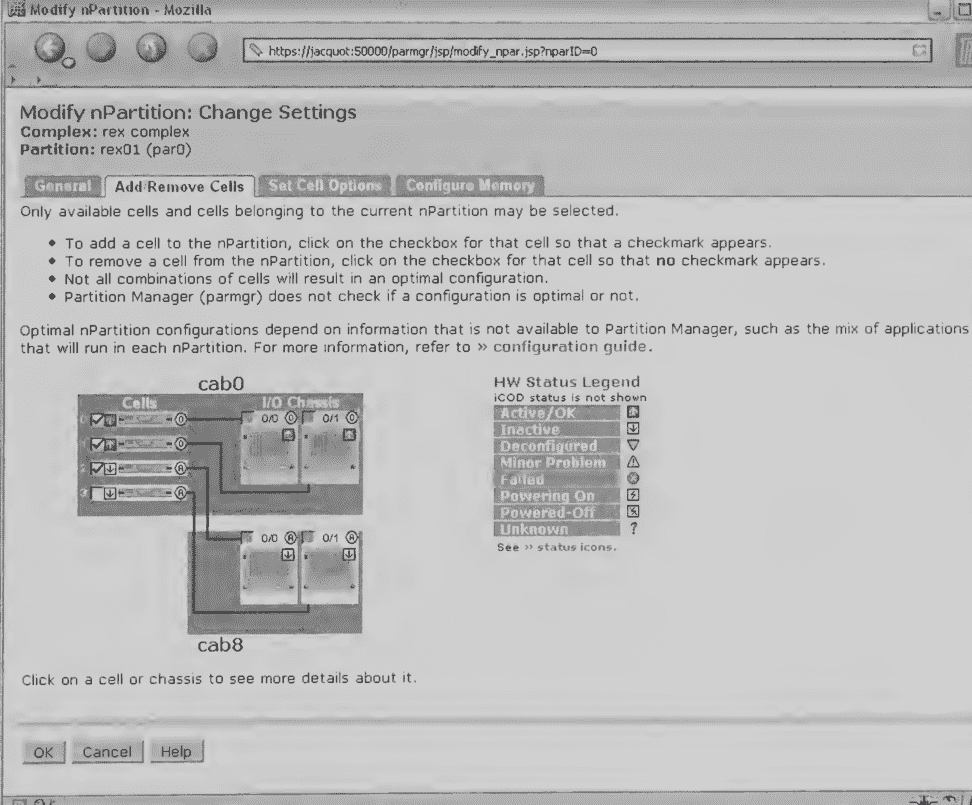 Modify nPartition - Mozilla
https://jacquot:50000/parmgr/jsp/modify_npar.jsp?nparID=0
Modify nPartition: Change Settings
Complex: rex complex
Partition: rex01 (par0)
General Add/Remove Cells Set Cell Options Configure Memory
Only available cells and cells belonging to the current nPartition may be selected.
• To add a cell to the nPartition, click on the checkbox for that cell so that a checkmark appears.
• To remove a cell from the nPartition, click on the checkbox for that cell so that no checkmark appears.
• Not all combinations of cells will result in an optimal configuration.
• Partition Manager (parmgr) does not check if a configuration is optimal or not.
Optimal nPartition configurations depend on information that is not available to Partition Manager, such as the mix of applications
that will run in each nPartition. For more information, refer to » configuration guide.
cab0
Cells I/O Chassis
0 0 0/0 0 0/1 0
1 0
2 R
3 R
0/0 R 0/1 R
cab8
HW Status Legend
iCOD status is not shown
Active/OK
Inactive
Deconfigured
Minor Problem
Failed
Powering On
Powered-Off
Unknown ?
See » status icons.
Click on a cell or chassis to see more details about it.
OK Cancel Help